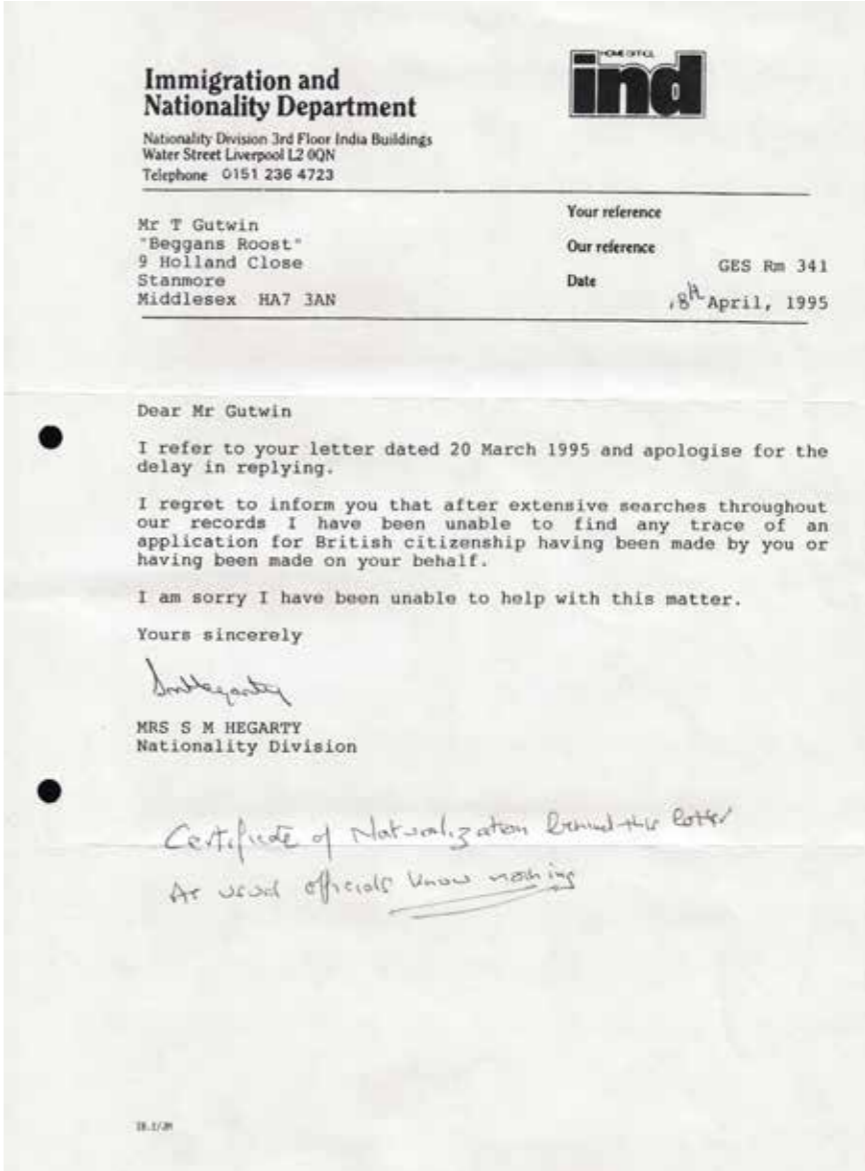 HOME OFFICE
ind
Immigration and
Nationality Department
Nationality Division 3rd Floor India Buildings
Water Street Liverpool L2 0QN
Telephone 0151 236 4723
Mr T Gutwin
"Beggans Roost"
9 Holland Close
Stanmore
Middlesex HA7 3AN
Your reference
Our reference
GES Rm 341
Date
18th April, 1995
Dear Mr Gutwin
I refer to your letter dated 20 March 1995 and apologise for the
delay in replying.
I regret to inform you that after extensive searches throughout
our records I have been unable to find any trace of an
application for British citizenship having been made by you or
having been made on your behalf.
I am sorry I have been unable to help with this matter.
Yours sincerely
MRS S M HEGARTY
Nationality Division
Certificate of Naturalization behind this letter
As usual officials know nothing